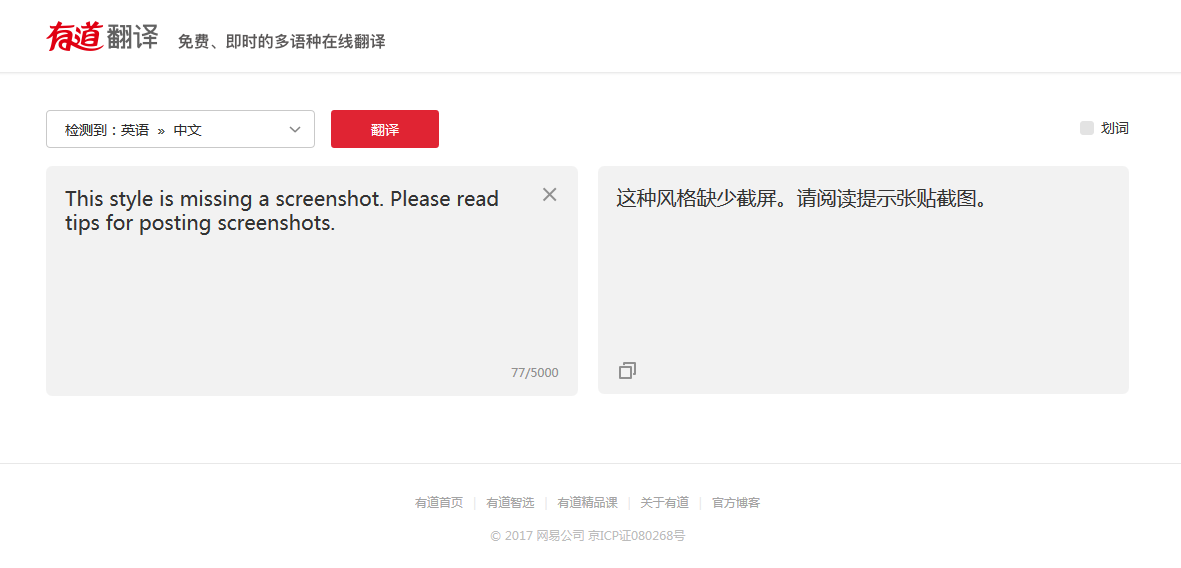 有道翻译 免费、即时的多语种在线翻译
检测到：英语 » 中文
翻译
划词
This style is missing a screenshot. Please read
tips for posting screenshots.
77/5000
这种风格缺少截屏。请阅读提示张贴截图。
有道首页 | 有道智选 | 有道精品课 | 关于有道 | 官方博客
© 2017 网易公司 京ICP证080268号